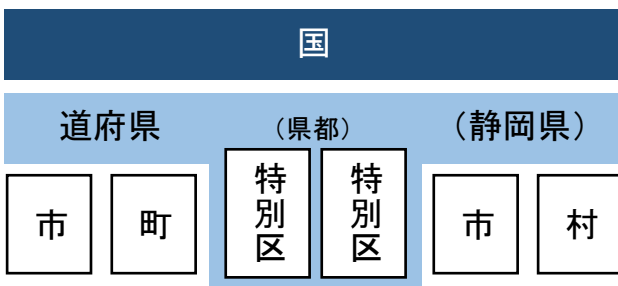 国
道府県 （県都） （静岡県）
市 町 特別区 特別区 市 村